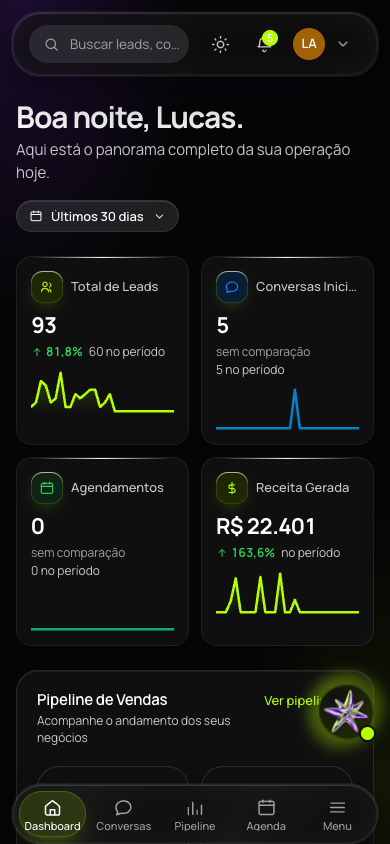 Buscar leads, co...
5
LA
Boa noite, Lucas.
Aqui está o panorama completo da sua operação
hoje.
Últimos 30 dias
Total de Leads
93
↑ 81,8% 60 no período
Conversas Inici...
5
sem comparação
5 no período
Agendamentos
0
sem comparação
0 no período
Receita Gerada
R$ 22.401
↑ 163,6% no período
Pipeline de Vendas
Ver pipeli
Acompanhe o andamento dos seus
negócios
Dashboard
Conversas
Pipeline
Agenda
Menu